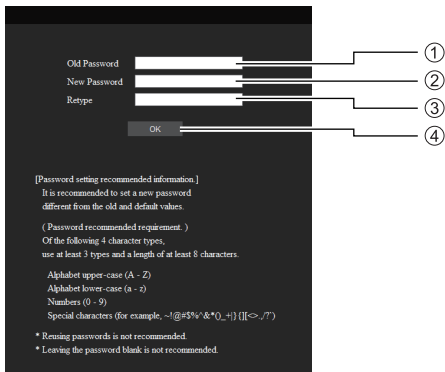 Old Password
①
New Password
②
Retype
③
OK
④
[Password setting recommended information.]
It is recommended to set a new password
different from the old and default values.
( Password recommended requirement. )
Of the following 4 character types,
use at least 3 types and a length of at least 8 characters.
Alphabet upper-case (A - Z)
Alphabet lower-case (a - z)
Numbers (0 - 9)
Special characters (for example, ~!@#$%^&*()_+|}{][<>.,/?`)
* Reusing passwords is not recommended.
* Leaving the password blank is not recommended.